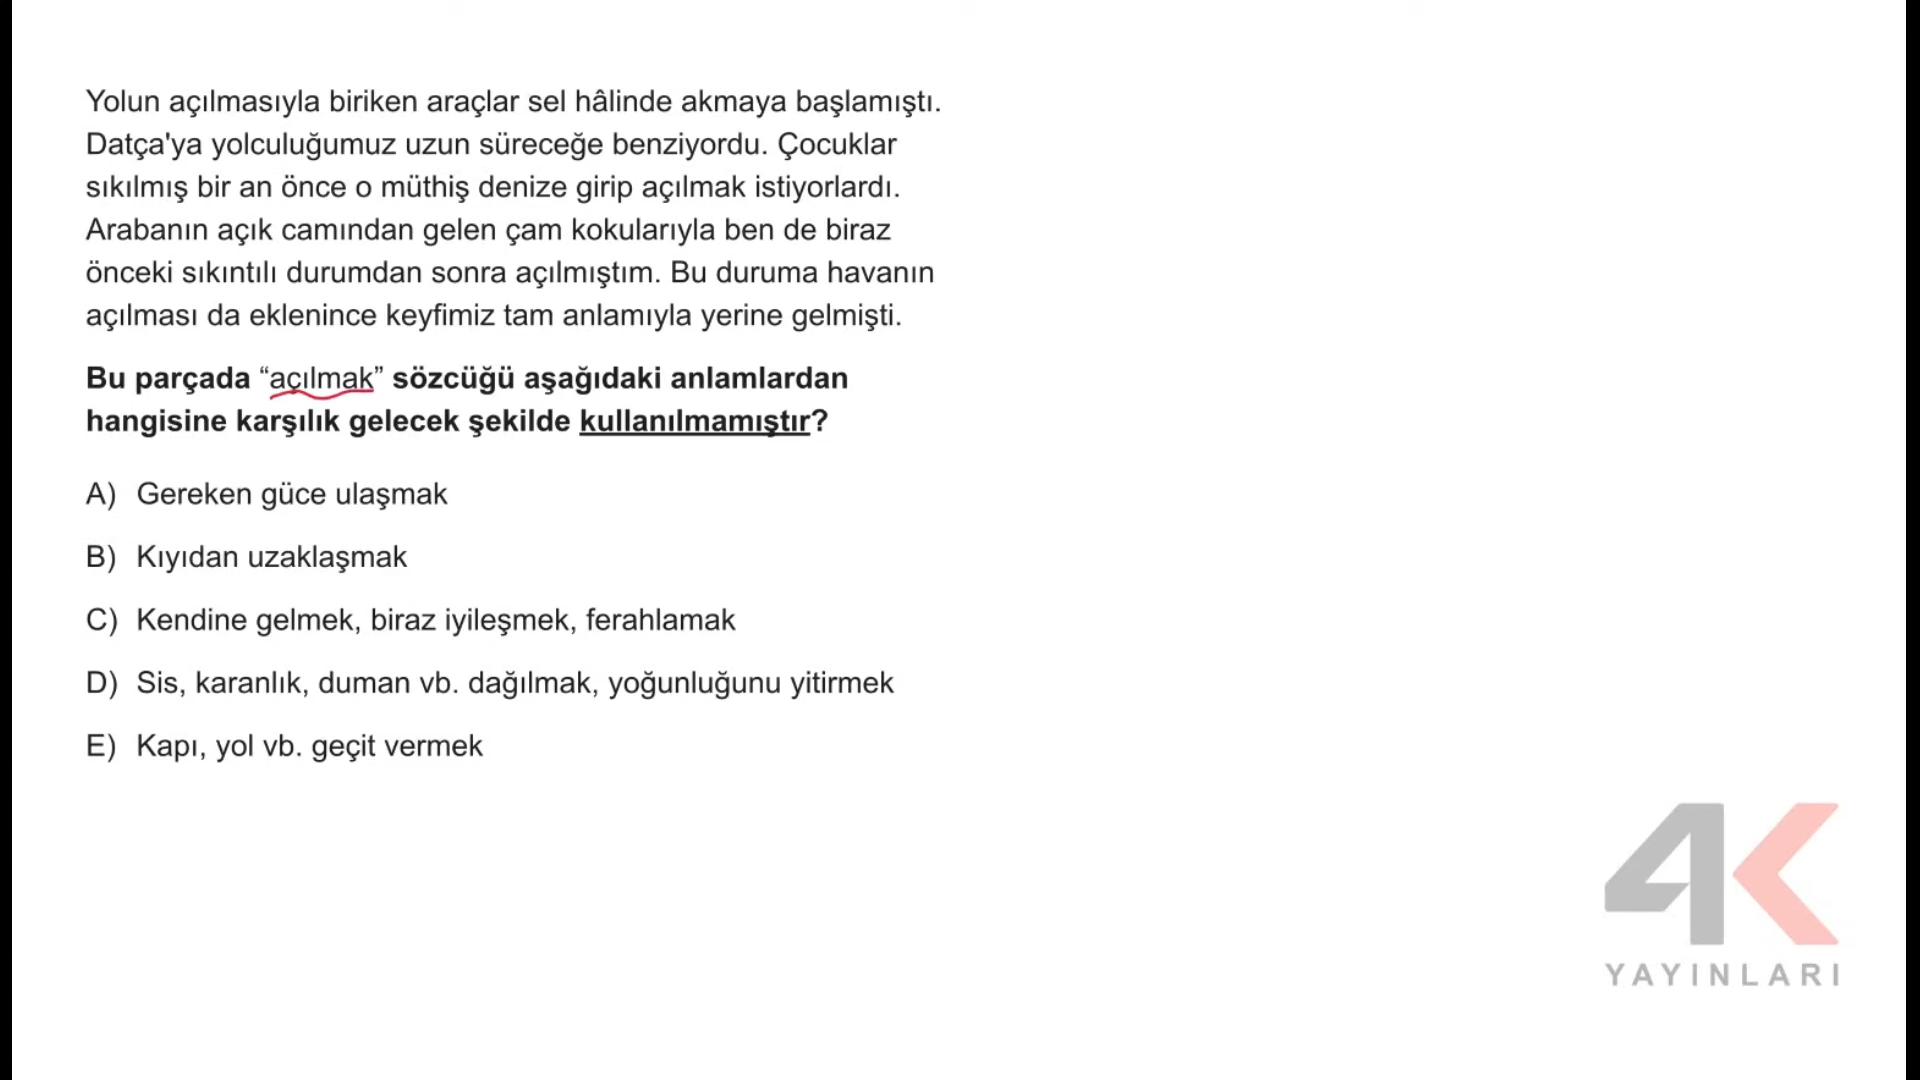 Yolun açılmasıyla biriken araçlar sel hâlinde akmaya başlamıştı.
Datça'ya yolculuğumuz uzun süreceğe benziyordu. Çocuklar
sıkılmış bir an önce o müthiş denize girip açılmak istiyorlardı.
Arabanın açık camından gelen çam kokularıyla ben de biraz
önceki sıkıntılı durumdan sonra açılmıştım. Bu duruma havanın
açılması da eklenince keyfimiz tam anlamıyla yerine gelmişti.
Bu parçada “açılmak” sözcüğü aşağıdaki anlamlardan
hangisine karşılık gelecek şekilde kullanılmamıştır?
A) Gereken güce ulaşmak
B) Kıyıdan uzaklaşmak
C) Kendine gelmek, biraz iyileşmek, ferahlamak
D) Sis, karanlık, duman vb. dağılmak, yoğunluğunu yitirmek
E) Kapı, yol vb. geçit vermek
4K
YAYINLARI